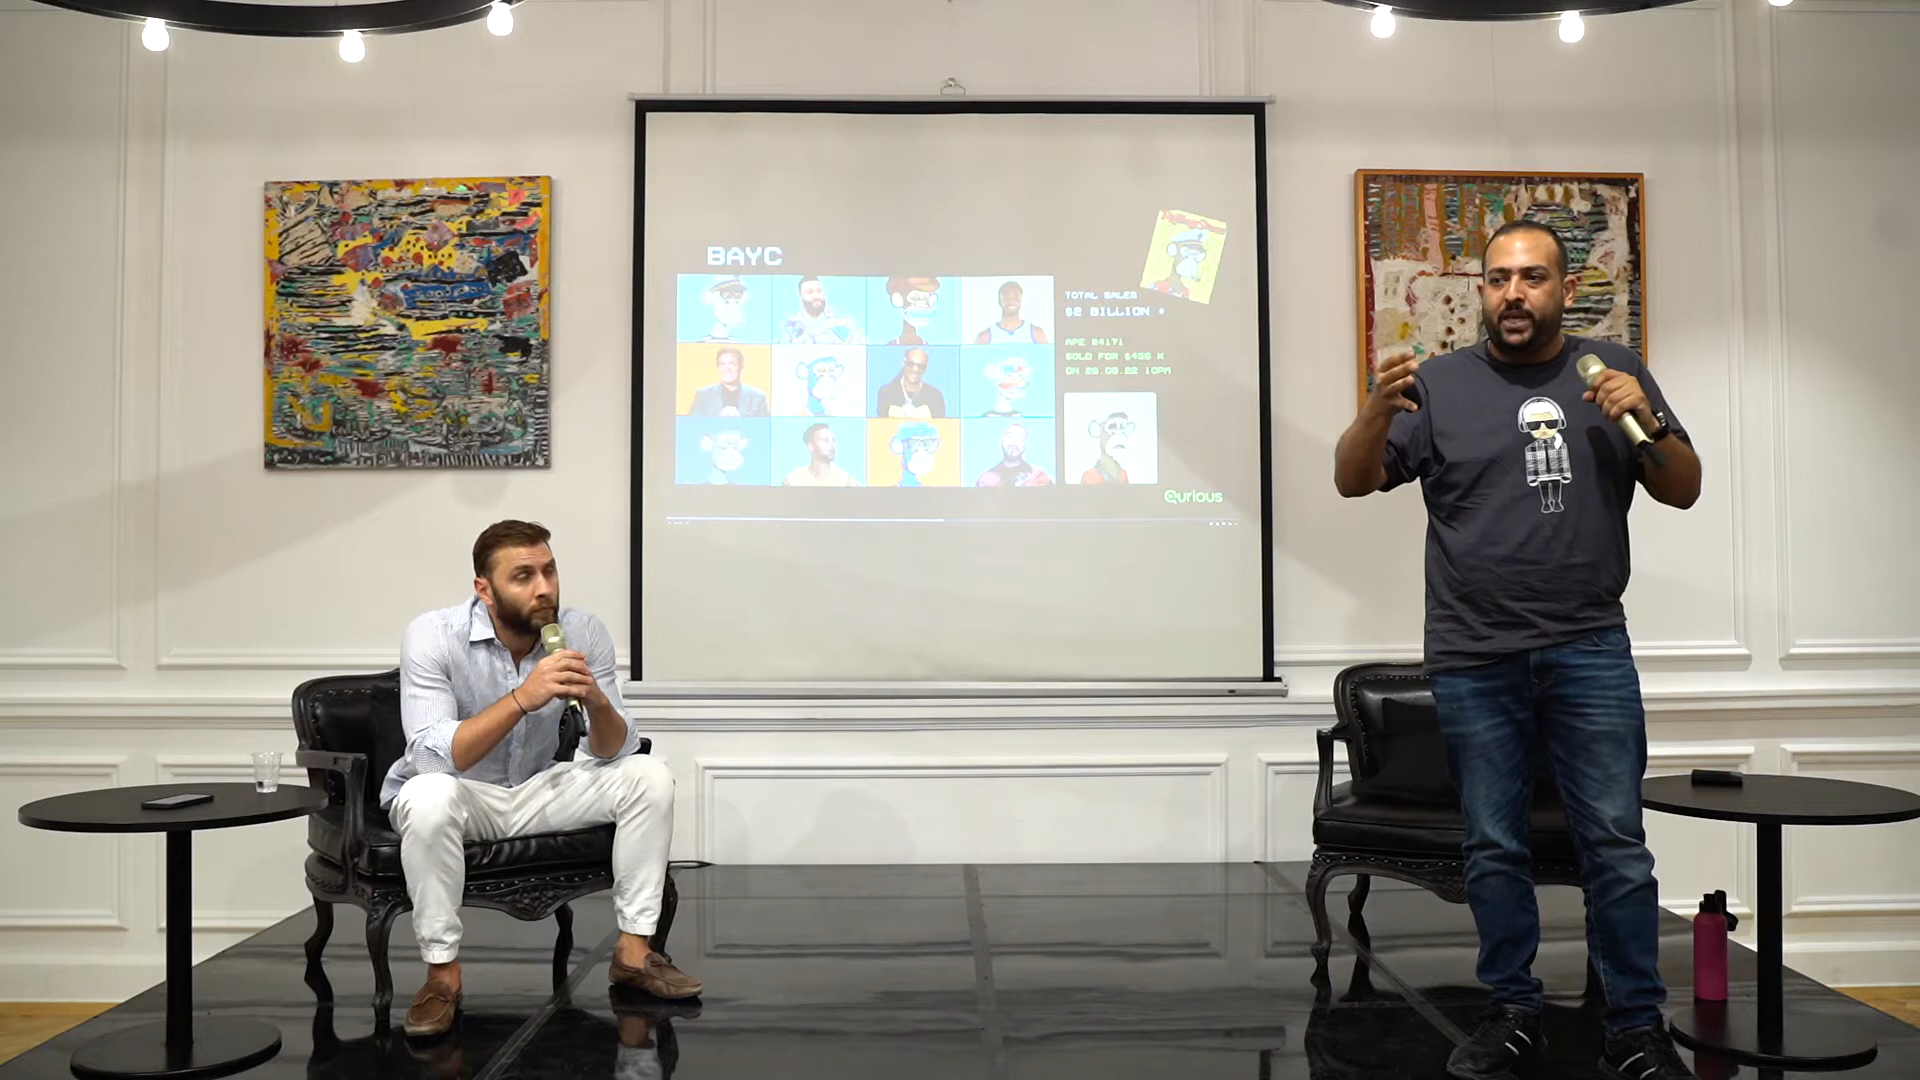 BAYC
TOTAL SALES
$2 BILLION +
APE #4171
SOLD FOR $456 K
ON 29.05.22 10PM
Qurious